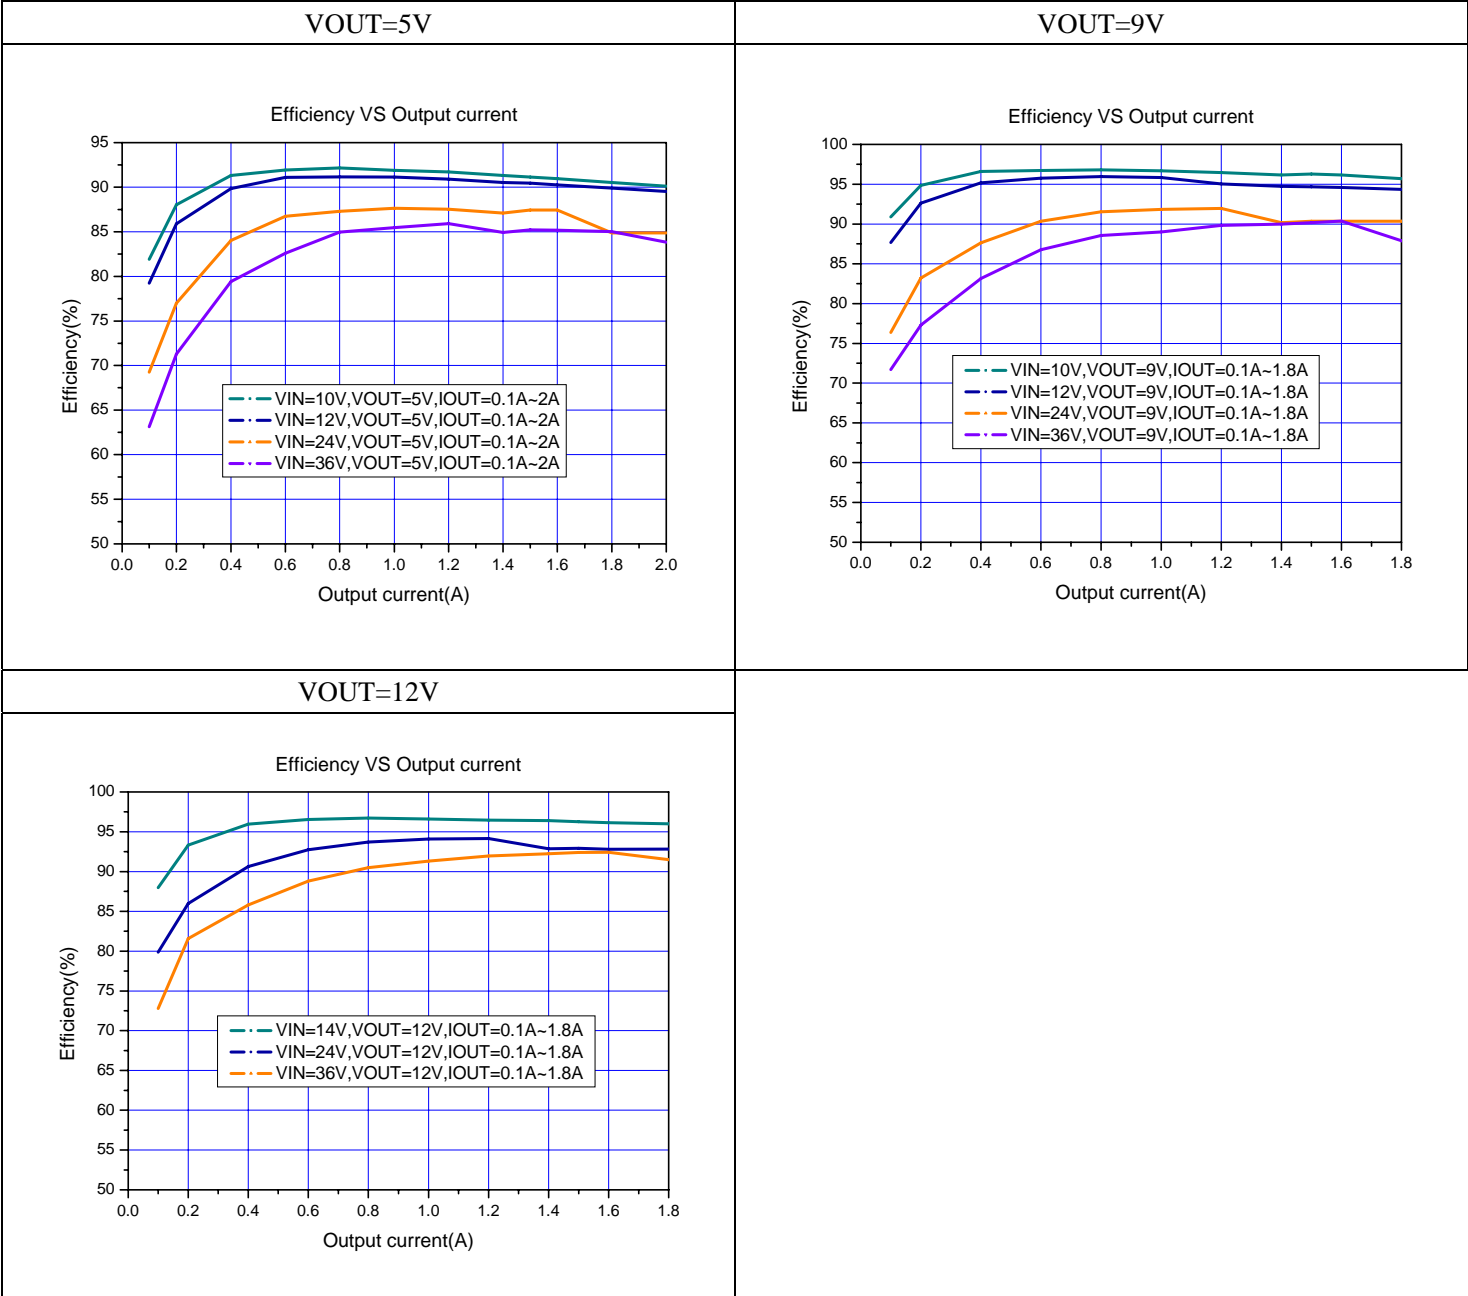 VOUT=5V
VOUT=9V
Efficiency VS Output current
95
90
85
80
75
70
65
60
55
50
Efficiency(%)
VIN=10V,VOUT=5V,IOUT=0.1A~2A
VIN=12V,VOUT=5V,IOUT=0.1A~2A
VIN=24V,VOUT=5V,IOUT=0.1A~2A
VIN=36V,VOUT=5V,IOUT=0.1A~2A
0.0 0.2 0.4 0.6 0.8 1.0 1.2 1.4 1.6 1.8 2.0
Output current(A)
Efficiency VS Output current
100
95
90
85
80
75
70
65
60
55
50
Efficiency(%)
VIN=10V,VOUT=9V,IOUT=0.1A~1.8A
VIN=12V,VOUT=9V,IOUT=0.1A~1.8A
VIN=24V,VOUT=9V,IOUT=0.1A~1.8A
VIN=36V,VOUT=9V,IOUT=0.1A~1.8A
0.0 0.2 0.4 0.6 0.8 1.0 1.2 1.4 1.6 1.8
Output current(A)
VOUT=12V
Efficiency VS Output current
100
95
90
85
80
75
70
65
60
55
50
Efficiency(%)
VIN=14V,VOUT=12V,IOUT=0.1A~1.8A
VIN=24V,VOUT=12V,IOUT=0.1A~1.8A
VIN=36V,VOUT=12V,IOUT=0.1A~1.8A
0.0 0.2 0.4 0.6 0.8 1.0 1.2 1.4 1.6 1.8
Output current(A)